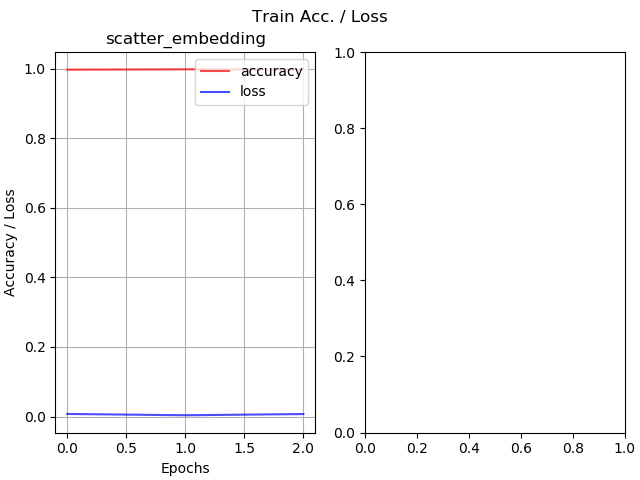 Train Acc. / Loss
scatter_embedding
accuracy
loss
Accuracy / Loss
1.0
0.8
0.6
0.4
0.2
0.0
0.0 0.5 1.0 1.5 2.0
Epochs
1.0
0.8
0.6
0.4
0.2
0.0
0.0 0.2 0.4 0.6 0.8 1.0